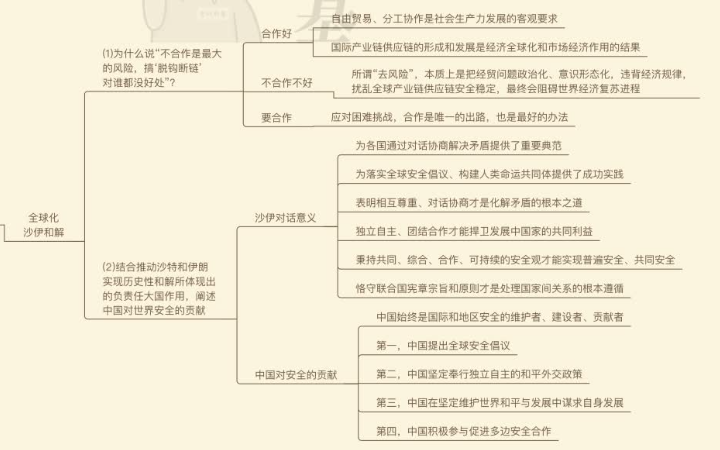 全球化
沙伊和解
(1)为什么说“不合作是最大
的风险，搞‘脱钩断链’
对谁都没好处”?
合作好
自由贸易、分工协作是社会生产力发展的客观要求
国际产业链供应链的形成和发展是经济全球化和市场经济作用的结果
不合作不好
所谓“去风险”，本质上是把经贸问题政治化、意识形态化，违背经济规律，
扰乱全球产业链供应链安全稳定，最终会阻碍世界经济复苏进程
要合作
应对困难挑战，合作是唯一的出路，也是最好的办法
(2)结合推动沙特和伊朗
实现历史性和解所体现出
的负责任大国作用，阐述
中国对世界安全的贡献
沙伊对话意义
为各国通过对话协商解决矛盾提供了重要典范
为落实全球安全倡议、构建人类命运共同体提供了成功实践
表明相互尊重、对话协商才是化解矛盾的根本之道
独立自主、团结合作才能捍卫发展中国家的共同利益
秉持共同、综合、合作、可持续的安全观才能实现普遍安全、共同安全
恪守联合国宪章宗旨和原则才是处理国家间关系的根本遵循
中国对安全的贡献
中国始终是国际和地区安全的维护者、建设者、贡献者
第一，中国提出全球安全倡议
第二，中国坚定奉行独立自主的和平外交政策
第三，中国在坚定维护世界和平与发展中谋求自身发展
第四，中国积极参与促进多边安全合作